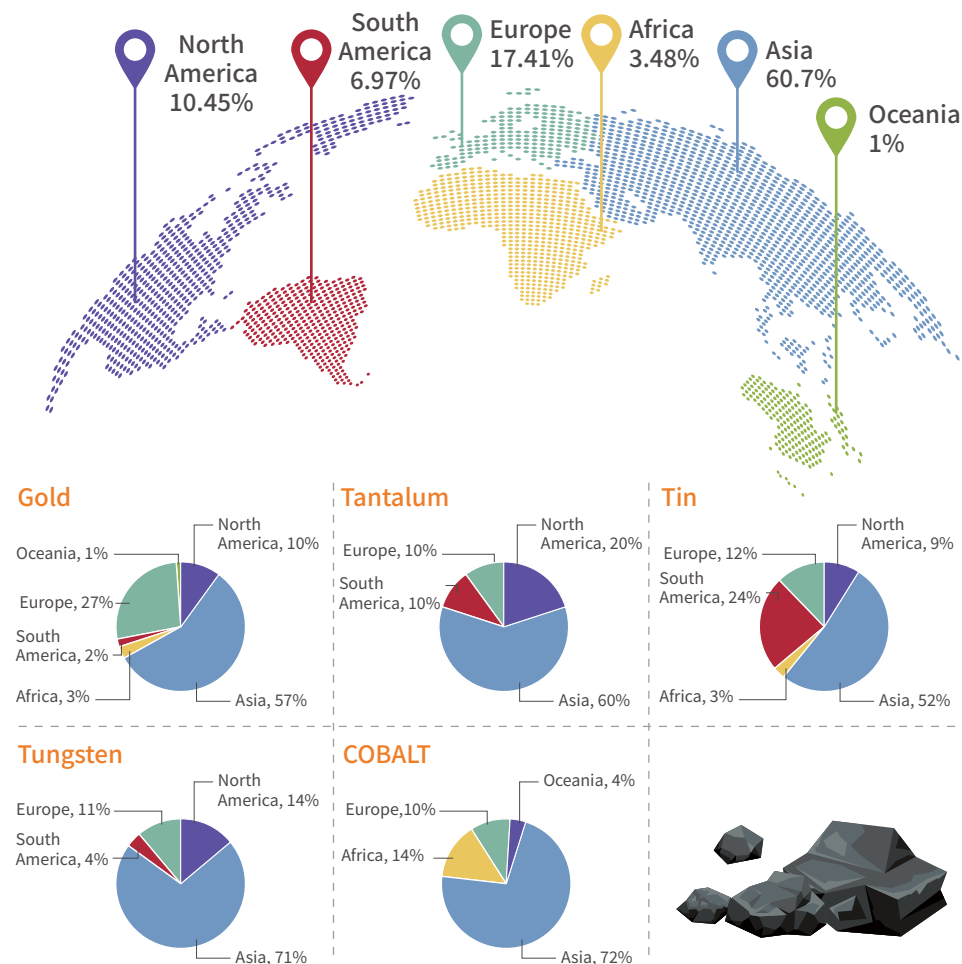 North
America
10.45%
South
America
6.97%
Europe
17.41%
Africa
3.48%
Asia
60.7%
Oceania
1%
Gold
North
America, 10%
Oceania, 1%
Europe, 27%
South
America, 2%
Africa, 3%
Asia, 57%
Tantalum
North
America, 20%
Europe, 10%
South
America, 10%
Asia, 60%
Tin
North
America, 9%
Europe, 12%
South
America, 24%
Africa, 3%
Asia, 52%
Tungsten
North
America, 14%
Europe, 11%
South
America, 4%
Asia, 71%
COBALT
Oceania, 4%
Europe,10%
Africa, 14%
Asia, 72%